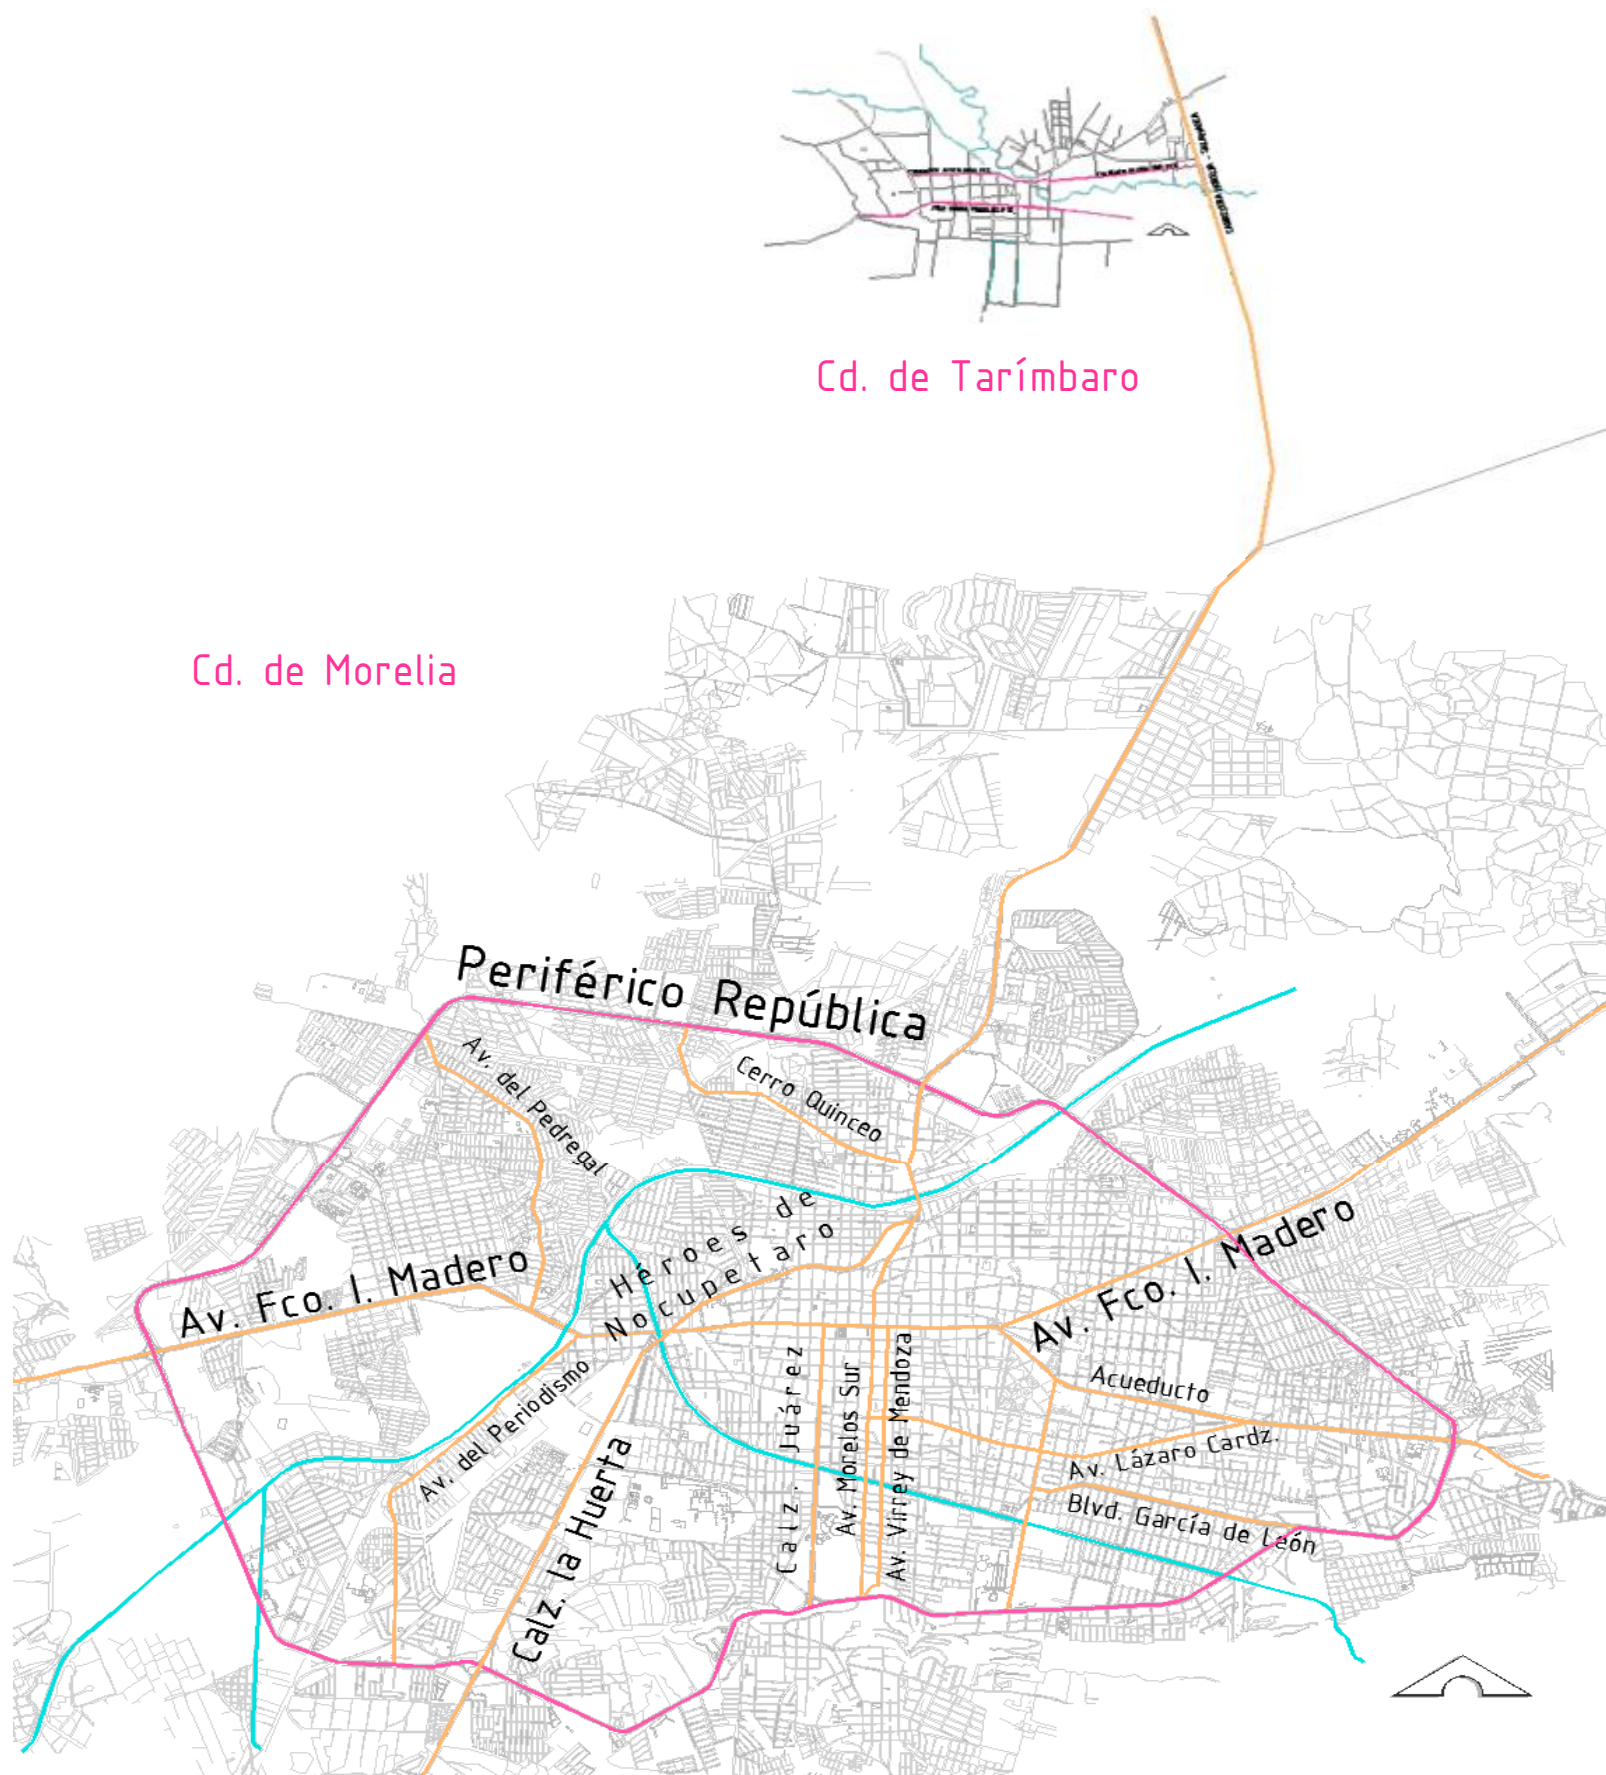 Cd. de Tarímbaro
Cd. de Morelia
Periférico República
Av. del Pedregal
Cerro Quinceo
Héroes de
Nocupetaro
Av. Fco. I. Madero
Av. Fco. I. Madero
Av. del Periodismo
Calz. la Huerta
Calz. Juárez
Av. Morelos Sur
Av. Virrey de Mendoza
Acueducto
Av. Lázaro Cardz.
Blvd. García de León